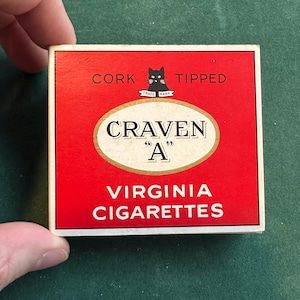 CORK TIPPED
CRAVEN
"A"
VIRGINIA
CIGARETTES